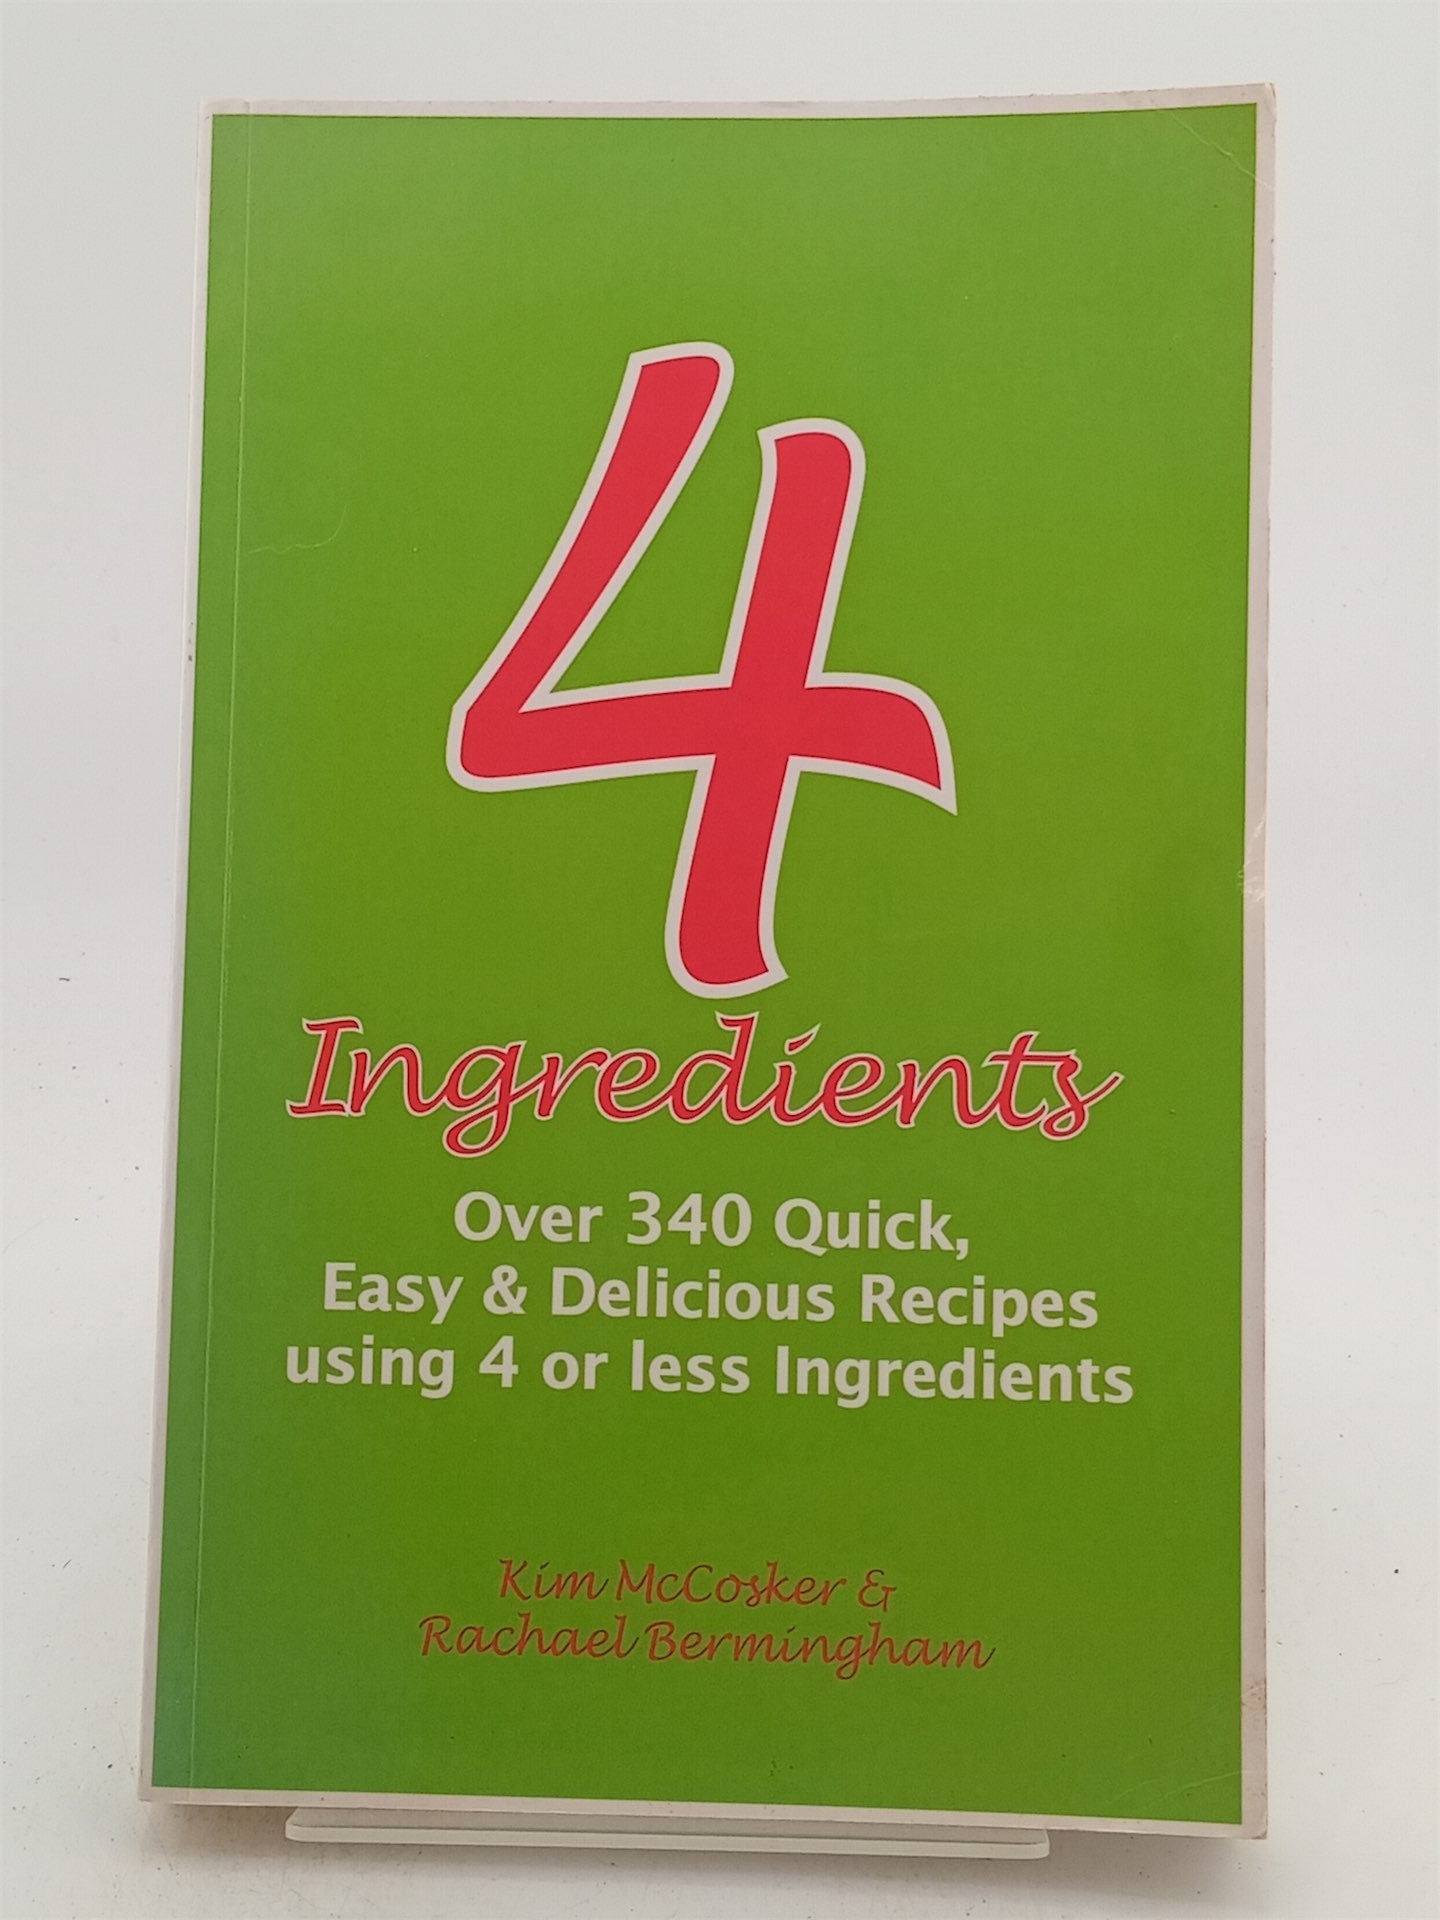 4
Ingredients
Over 340 Quick,
Easy & Delicious Recipes
using 4 or less Ingredients
Kim McCosker &
Rachael Bermingham